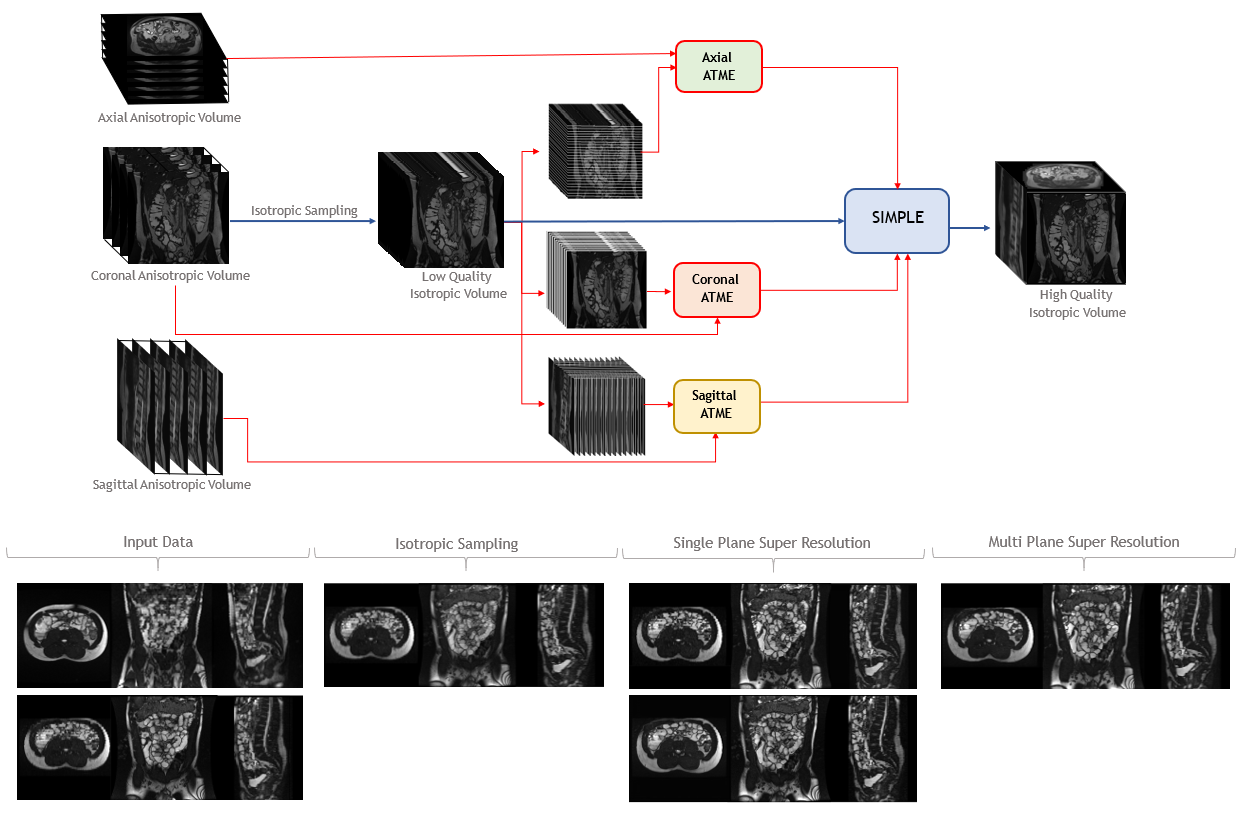 Axial
ATME
Axial Anisotropic Volume
Isotropic Sampling
SIMPLE
Coronal Anisotropic Volume
Low Quality
Isotropic Volume
Coronal
ATME
High Quality
Isotropic Volume
Sagittal
ATME
Sagittal Anisotropic Volume
Input Data
Isotropic Sampling
Single Plane Super Resolution
Multi Plane Super Resolution